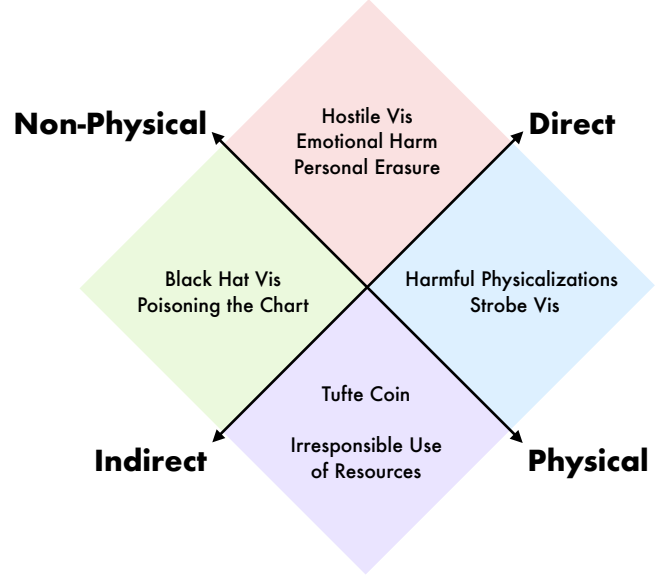 Hostile Vis
Emotional Harm
Personal Erasure
Non-Physical
Direct
Black Hat Vis
Poisoning the Chart
Harmful Physicalizations
Strobe Vis
Tufte Coin
Irresponsible Use
of Resources
Indirect
Physical